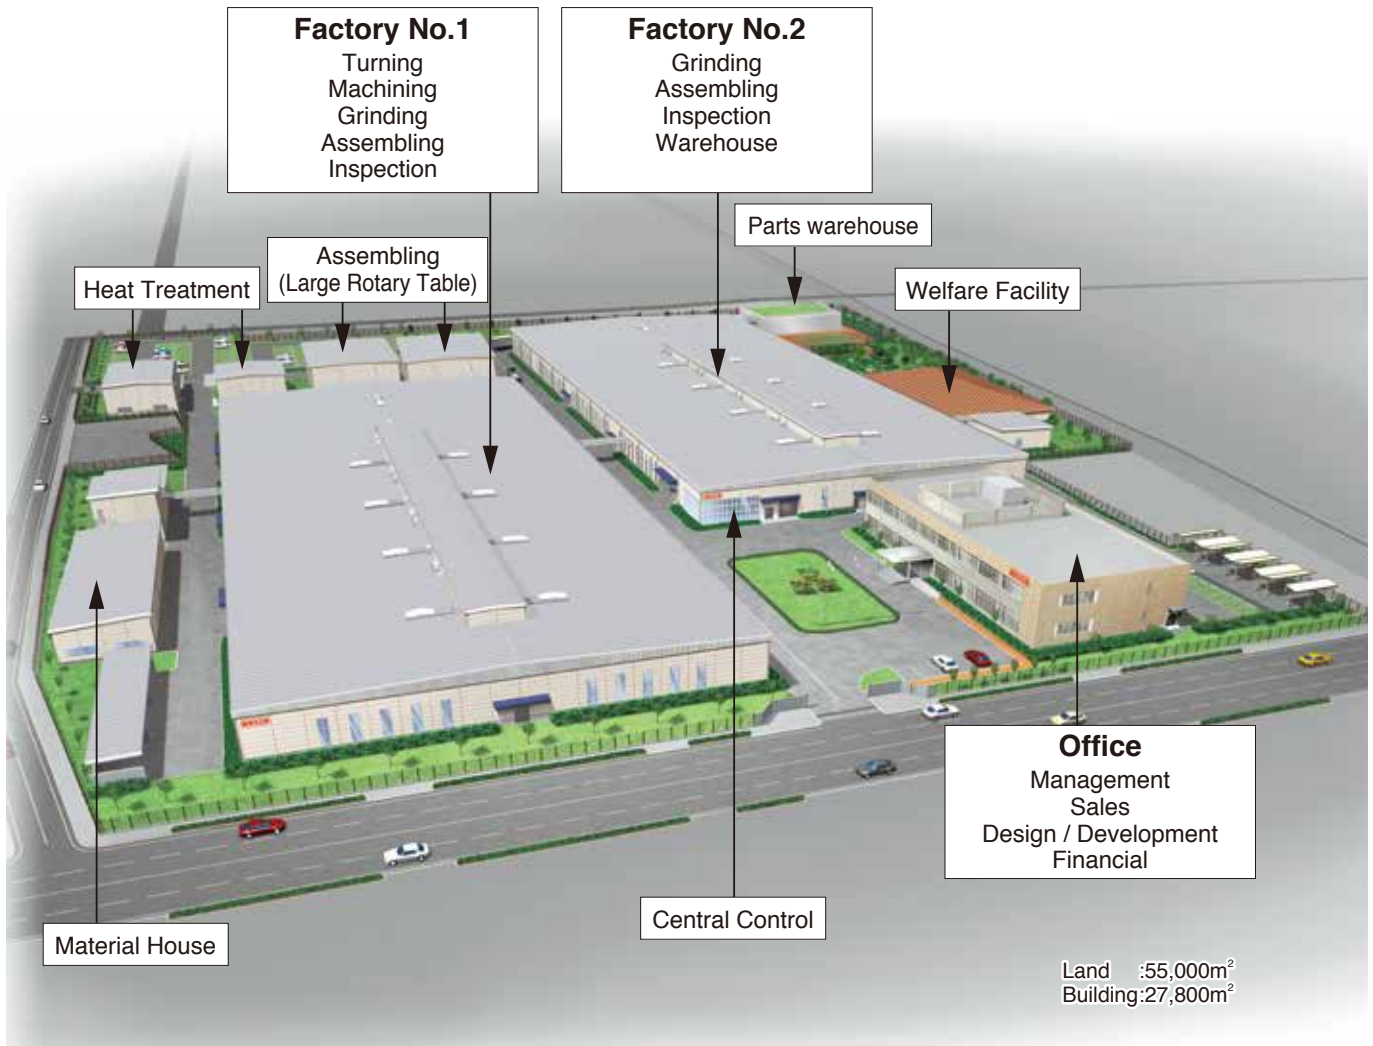 Factory No.1
Turning
Machining
Grinding
Assembling
Inspection
Factory No.2
Grinding
Assembling
Inspection
Warehouse
Parts warehouse
Assembling
(Large Rotary Table)
Heat Treatment
Welfare Facility
Office
Management
Sales
Design / Development
Financial
Central Control
Material House
Land :55,000m²
Building:27,800m²